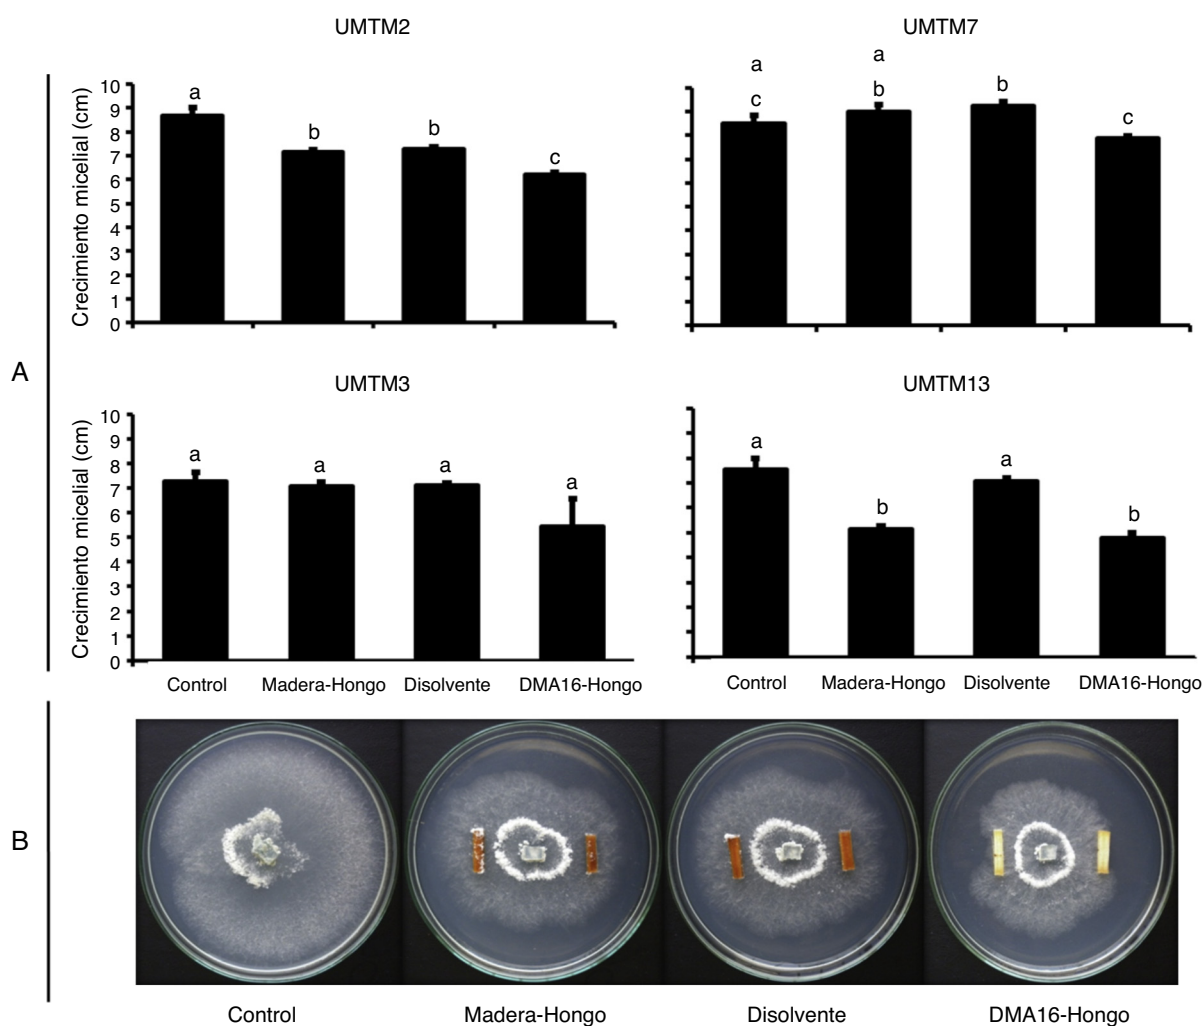 UMTM2
UMTM7
A
Crecimiento micelial (cm)
10
9
8
7
6
5
4
3
2
1
0
a
b
b
c
a
c
a
b
b
c
UMTM3
UMTM13
Crecimiento micelial (cm)
10
9
8
7
6
5
4
3
2
1
0
a
a
a
a
a
b
a
b
Control Madera-Hongo Disolvente DMA16-Hongo
Control Madera-Hongo Disolvente DMA16-Hongo
B
Control Madera-Hongo Disolvente DMA16-Hongo